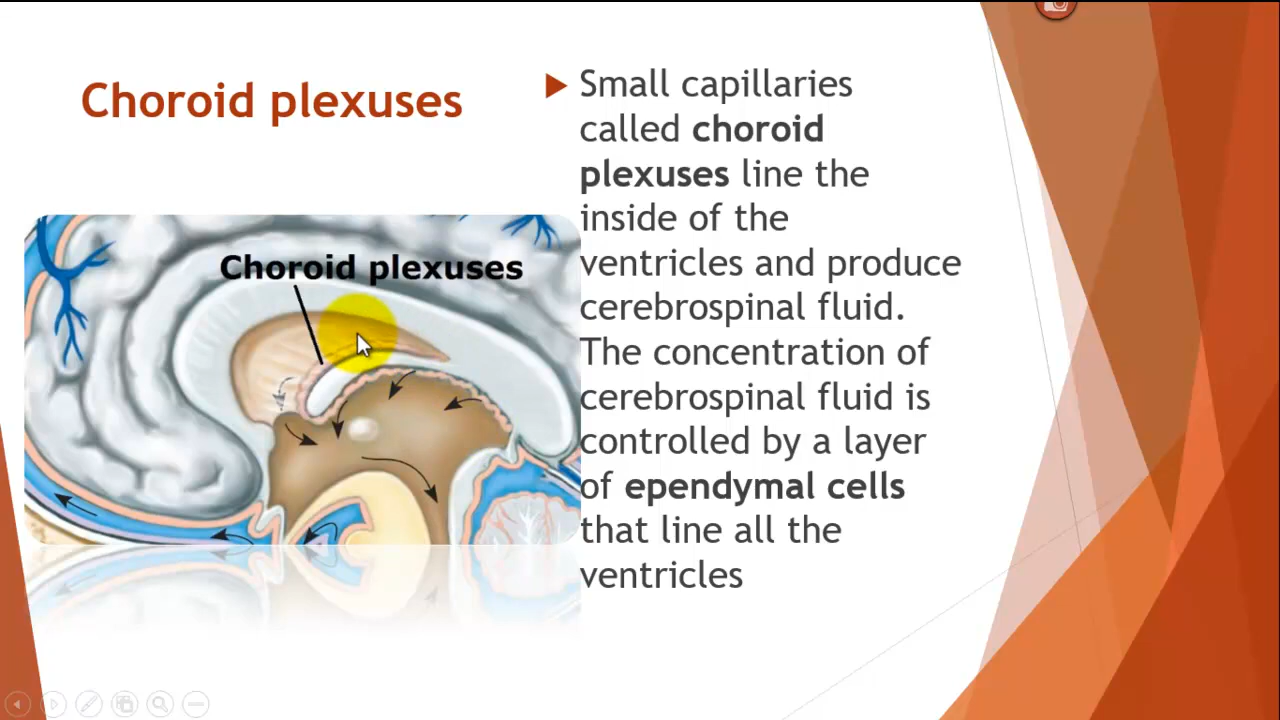 Choroid plexuses
Small capillaries
called choroid
plexuses line the
inside of the
ventricles and produce
cerebrospinal fluid.
The concentration of
cerebrospinal fluid is
controlled by a layer
of ependymal cells
that line all the
ventricles
Choroid plexuses